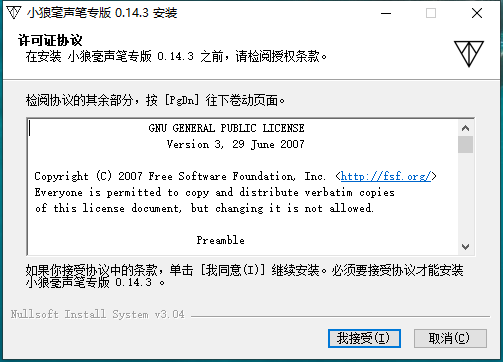 小狼毫声笔专版 0.14.3 安装
许可证协议
在安装 小狼毫声笔专版 0.14.3 之前，请检阅授权条款。
检阅协议的其余部分，按 [PgDn] 往下卷动页面。
GNU GENERAL PUBLIC LICENSE
Version 3, 29 June 2007
Copyright (C) 2007 Free Software Foundation, Inc. <http://fsf.org/>
Everyone is permitted to copy and distribute verbatim copies
of this license document, but changing it is not allowed.
Preamble
如果你接受协议中的条款，单击 [我同意(I)] 继续安装。必须要接受协议才能安装
小狼毫声笔专版 0.14.3 。
Nullsoft Install System v3.04
我接受(I)
取消(C)